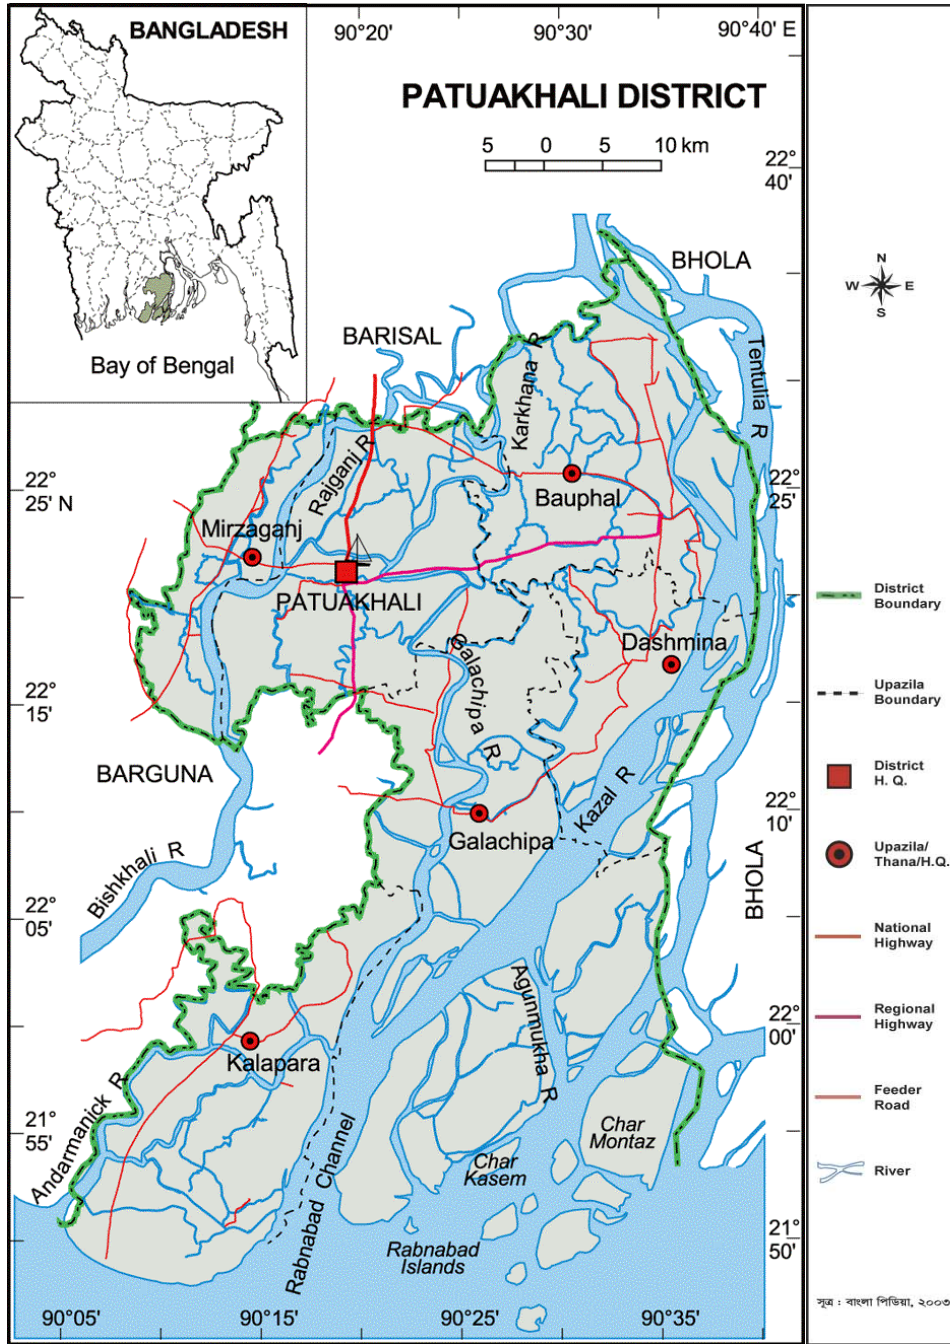 BANGLADESH
Bay of Bengal
90°20' 90°30' 90°40' E
PATUAKHALI DISTRICT
5 0 5 10 km
22°
40'
BHOLA
BARISAL
Karkhana R
Tentulia R
Rajganj R
22°
25' N
22°
25'
Bauphal
Mirzaganj
PATUAKHALI
Dashmina
Galachipa R
22°
15'
BARGUNA
Kazal R
22°
10'
Galachipa
Bishkhali R
BHOLA
22°
05'
Agunmukha R
22°
00'
Kalapara
Andarmanick R
21°
55'
Char
Montaz
Char
Kasem
Rabnabad Channel
Rabnabad
Islands
21°
50'
90°05' 90°15' 90°25' 90°35'
N
W E
S
District
Boundary
Upazila
Boundary
District
H. Q.
Upazila/
Thana/H.Q.
National
Highway
Regional
Highway
Feeder
Road
River
সূত্র : বাংলা পিডিয়া, ২০০৩